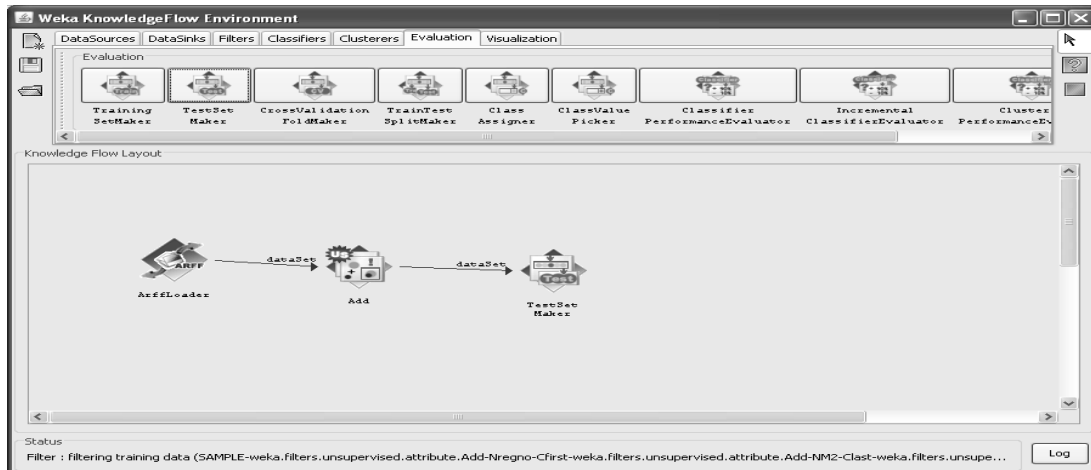 Weka KnowledgeFlow Environment
DataSources DataSinks Filters Classifiers Clusterers Evaluation Visualization
Evaluation
Training SetMaker
TestSet Maker
CrossValidation FoldMaker
TrainTest SplitMaker
Class Assigner
ClassValue Picker
Classifier PerformanceEvaluator
Incremental ClassifierEvaluator
Cluster PerformanceEv
Knowledge Flow Layout
ARFF
dataSet
dataSet
ArffLoader
Add
TestSet Maker
Status
Filter : filtering training data (SAMPLE-weka.filters.unsupervised.attribute.Add-Nregno-Cfirst-weka.filters.unsupervised.attribute.Add-NM2-Clast-weka.filters.unsupe...
Log